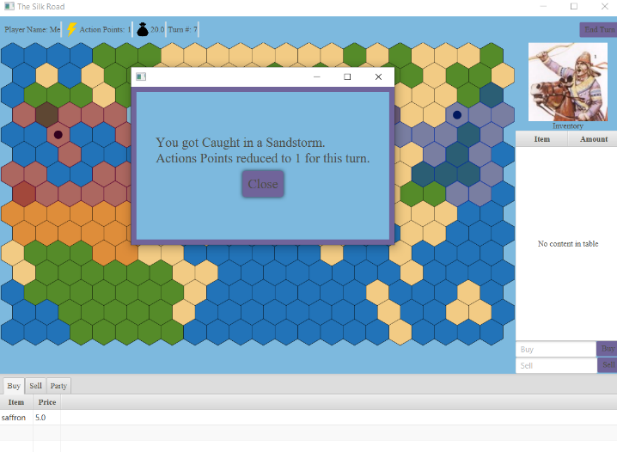 The Silk Road
Player Name: Me Action Points: 1 20.0 Turn #: 7 End Turn
You got Caught in a Sandstorm.
Actions Points reduced to 1 for this turn.
Close
Inventory
Item Amount
No content in table
Buy Buy
Sell Sell
Buy Sell Party
Item Price
saffron 5.0